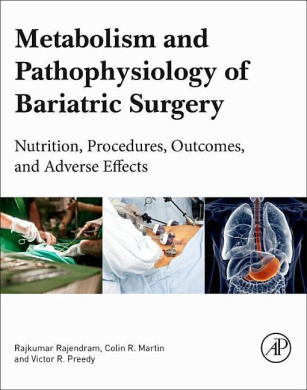 Metabolism and
Pathophysiology of
Bariatric Surgery
Nutrition, Procedures, Outcomes,
and Adverse Effects
Rajkumar Rajendram, Colin R. Martin
and Victor R. Preedy
AP